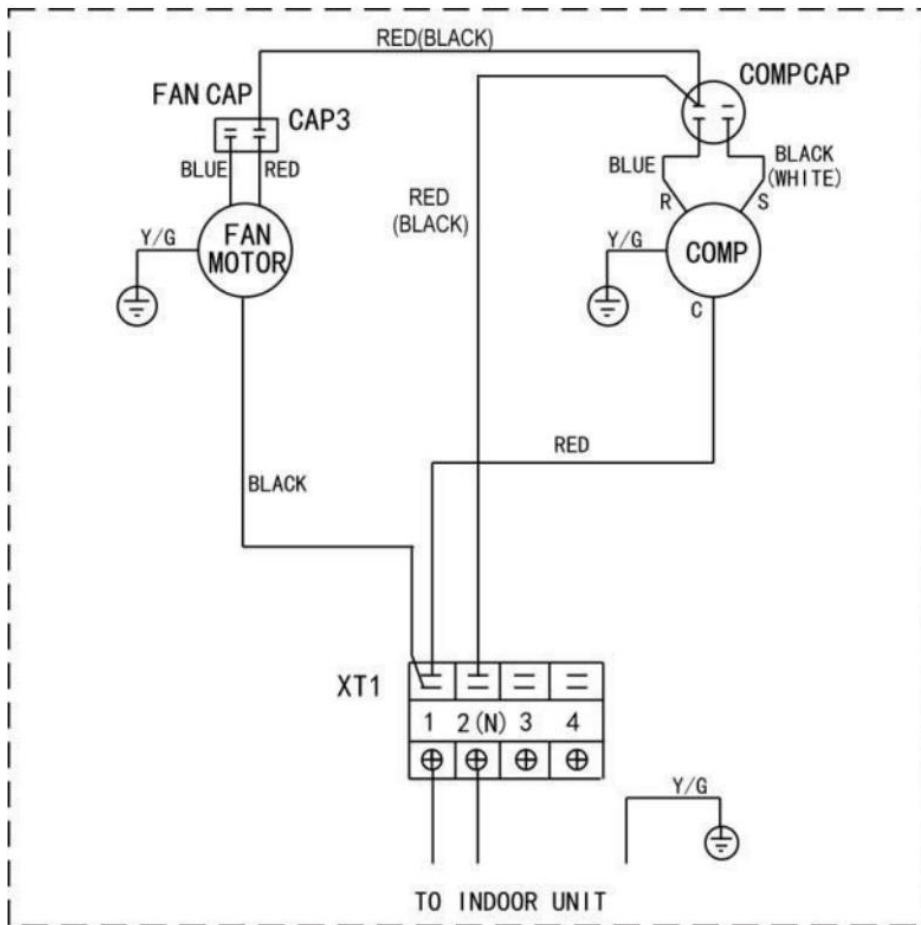 RED(BLACK)
COMPCAP
FAN CAP
CAP3
BLUE
RED
BLUE
BLACK
(WHITE)
RED
(BLACK)
R
S
Y/G
FAN
MOTOR
Y/G
COMP
C
RED
BLACK
XT1
1 2(N) 3 4
Y/G
TO INDOOR UNIT